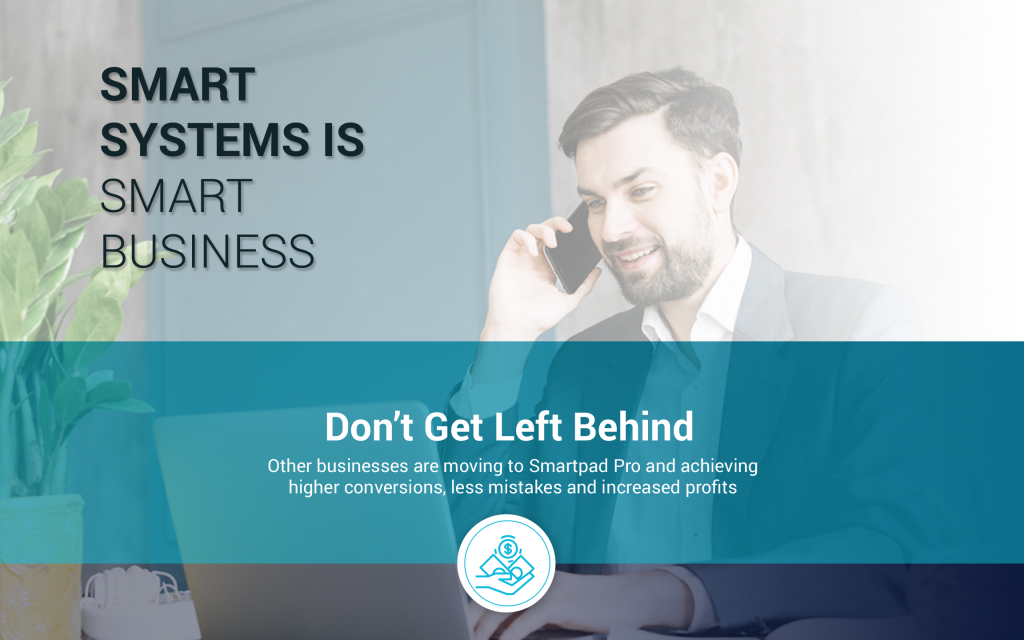 SMART
SYSTEMS IS
SMART
BUSINESS
Don't Get Left Behind
Other businesses are moving to Smartpad Pro and achieving
higher conversions, less mistakes and increased profits
$